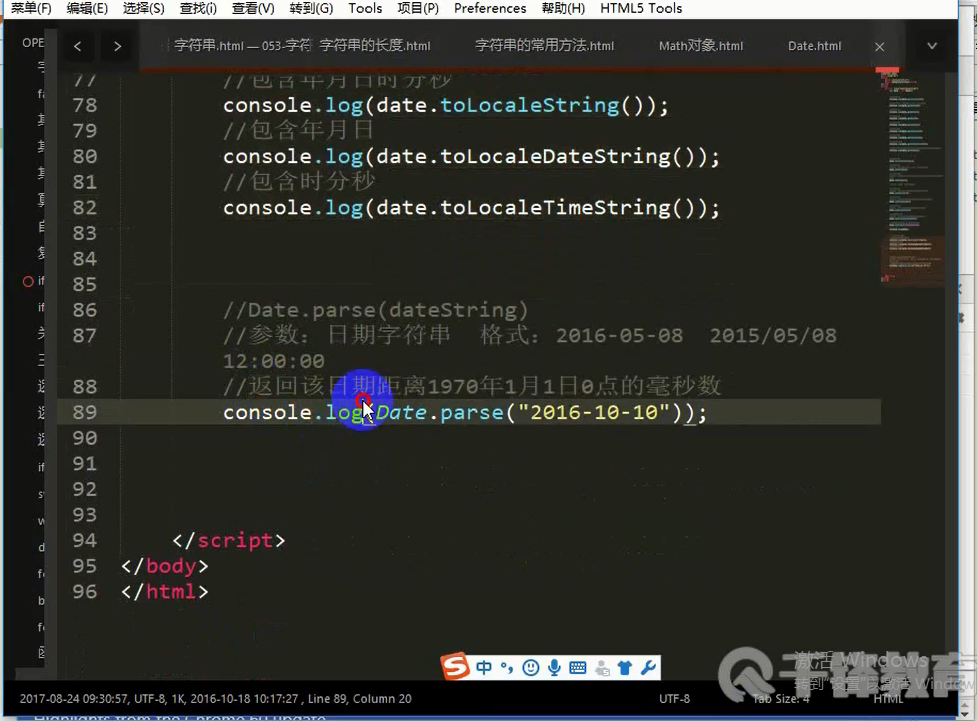 菜单(F) 编辑(E) 选择(S) 查找(i) 查看(V) 转到(G) Tools 项目(P) Preferences 帮助(H) HTML5 Tools
字符串.html — 053-字符 字符串的长度.html 字符串的常用方法.html Math对象.html Date.html
OPE
77 //包含年月日时分秒
78 console.log(date.toLocaleString());
79 //包含年月日
80 console.log(date.toLocaleDateString());
81 //包含时分秒
82 console.log(date.toLocaleTimeString());
83
84
85
86 //Date.parse(dateString)
87 //参数：日期字符串 格式：2016-05-08 2015/05/08
12:00:00
88 //返回该日期距离1970年1月1日0点的毫秒数
89 console.log(Date.parse("2016-10-10"));
90
91
92
93
94 </script>
95 </body>
96 </html>
中
激活 Windows
转到"设置"以激活 Window
2017-08-24 09:30:57, UTF-8, 1K, 2016-10-18 10:17:27 , Line 89, Column 20 UTF-8 Tab Size: 4 HTML